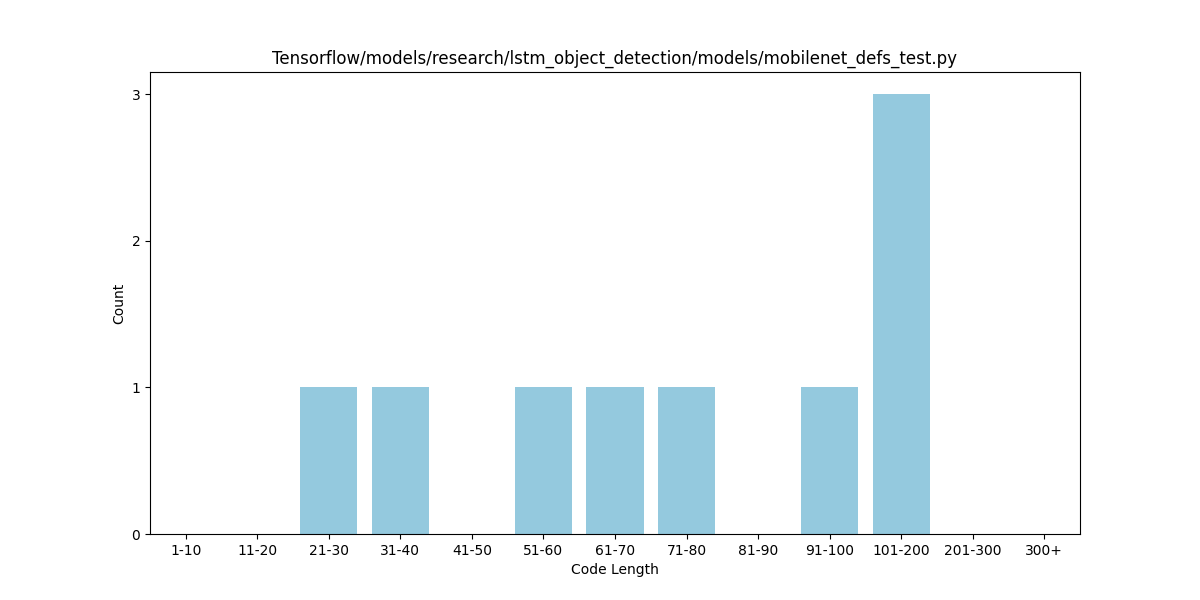 Tensorflow/models/research/lstm_object_detection/models/mobilenet_defs_test.py
3
2
1
0
Count
1-10 11-20 21-30 31-40 41-50 51-60 61-70 71-80 81-90 91-100 101-200 201-300 300+
Code Length